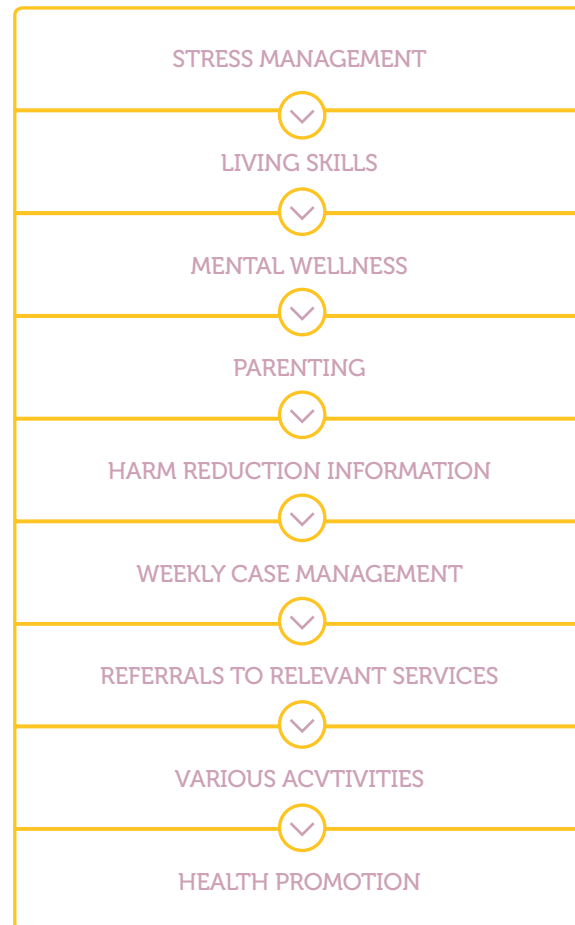 STRESS MANAGEMENT
LIVING SKILLS
MENTAL WELLNESS
PARENTING
HARM REDUCTION INFORMATION
WEEKLY CASE MANAGEMENT
REFERRALS TO RELEVANT SERVICES
VARIOUS ACVTIVITIES
HEALTH PROMOTION